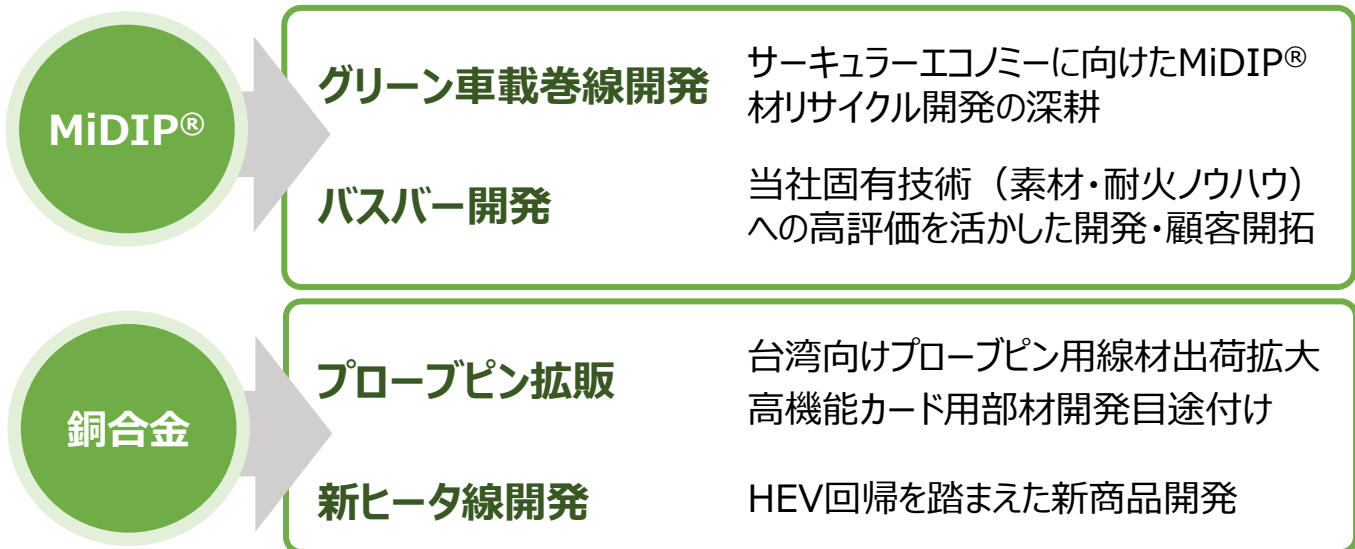 MiDIP®
グリーン車載巻線開発
サーキュラーエコノミーに向けたMiDIP®
材リサイクル開発の深耕
バスバー開発
当社固有技術（素材・耐火ノウハウ）
への高評価を活かした開発・顧客開拓
銅合金
プローブピン拡販
台湾向けプローブピン用線材出荷拡大
高機能カード用部材開発目途付け
新ヒータ線開発
HEV回帰を踏まえた新商品開発